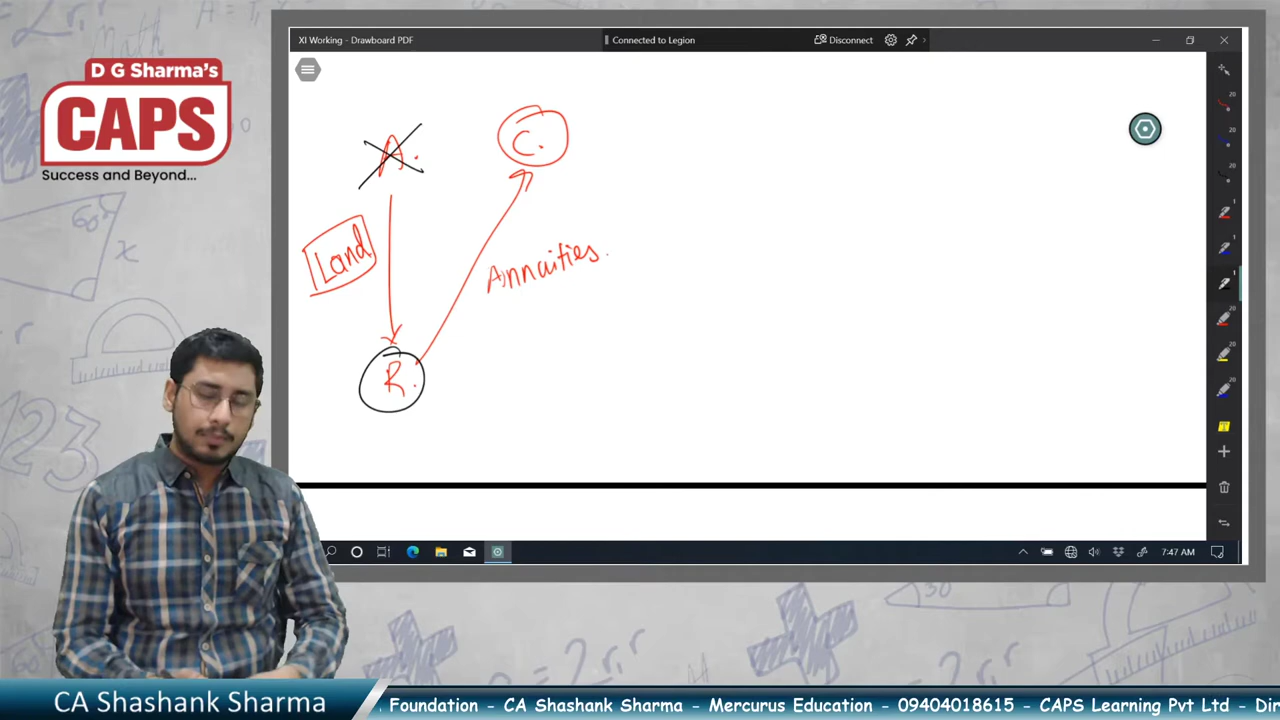 D G Sharma's
CAPS
Success and Beyond...
XI Working - Drawboard PDF
Connected to Legion
Disconnect
A.
C.
Land
Annuities.
R.
7:47 AM
CA Shashank Sharma
Foundation - CA Shashank Sharma - Mercurus Education - 09404018615 - CAPS Learning Pvt Ltd - Dir